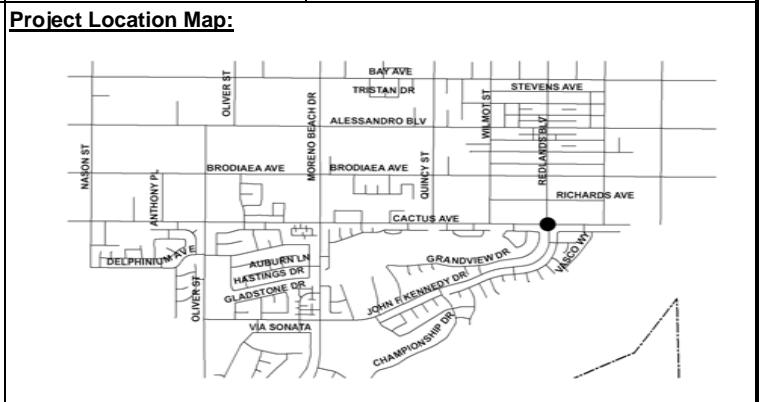 Project Location Map:
BAY AVE
TRISTAN DR
STEVENS AVE
OLIVER ST
MORENO BEACH DR
WILMOT ST
ALESSANDRO BLV
REDLANDS BLV
NASON ST
QUINCY ST
BRODIAEA AVE
BRODIAEA AVE
ANTHONY PL
RICHARDS AVE
CACTUS AVE
DELPHINIUM AVE
AUBURN LN
GRANDVIEW DR
VASCO WY
HASTINGS DR
OLIVER ST
GLADSTONE DR
JOHN F KENNEDY DR
VIA SONATA
CHAMPIONSHIP DR